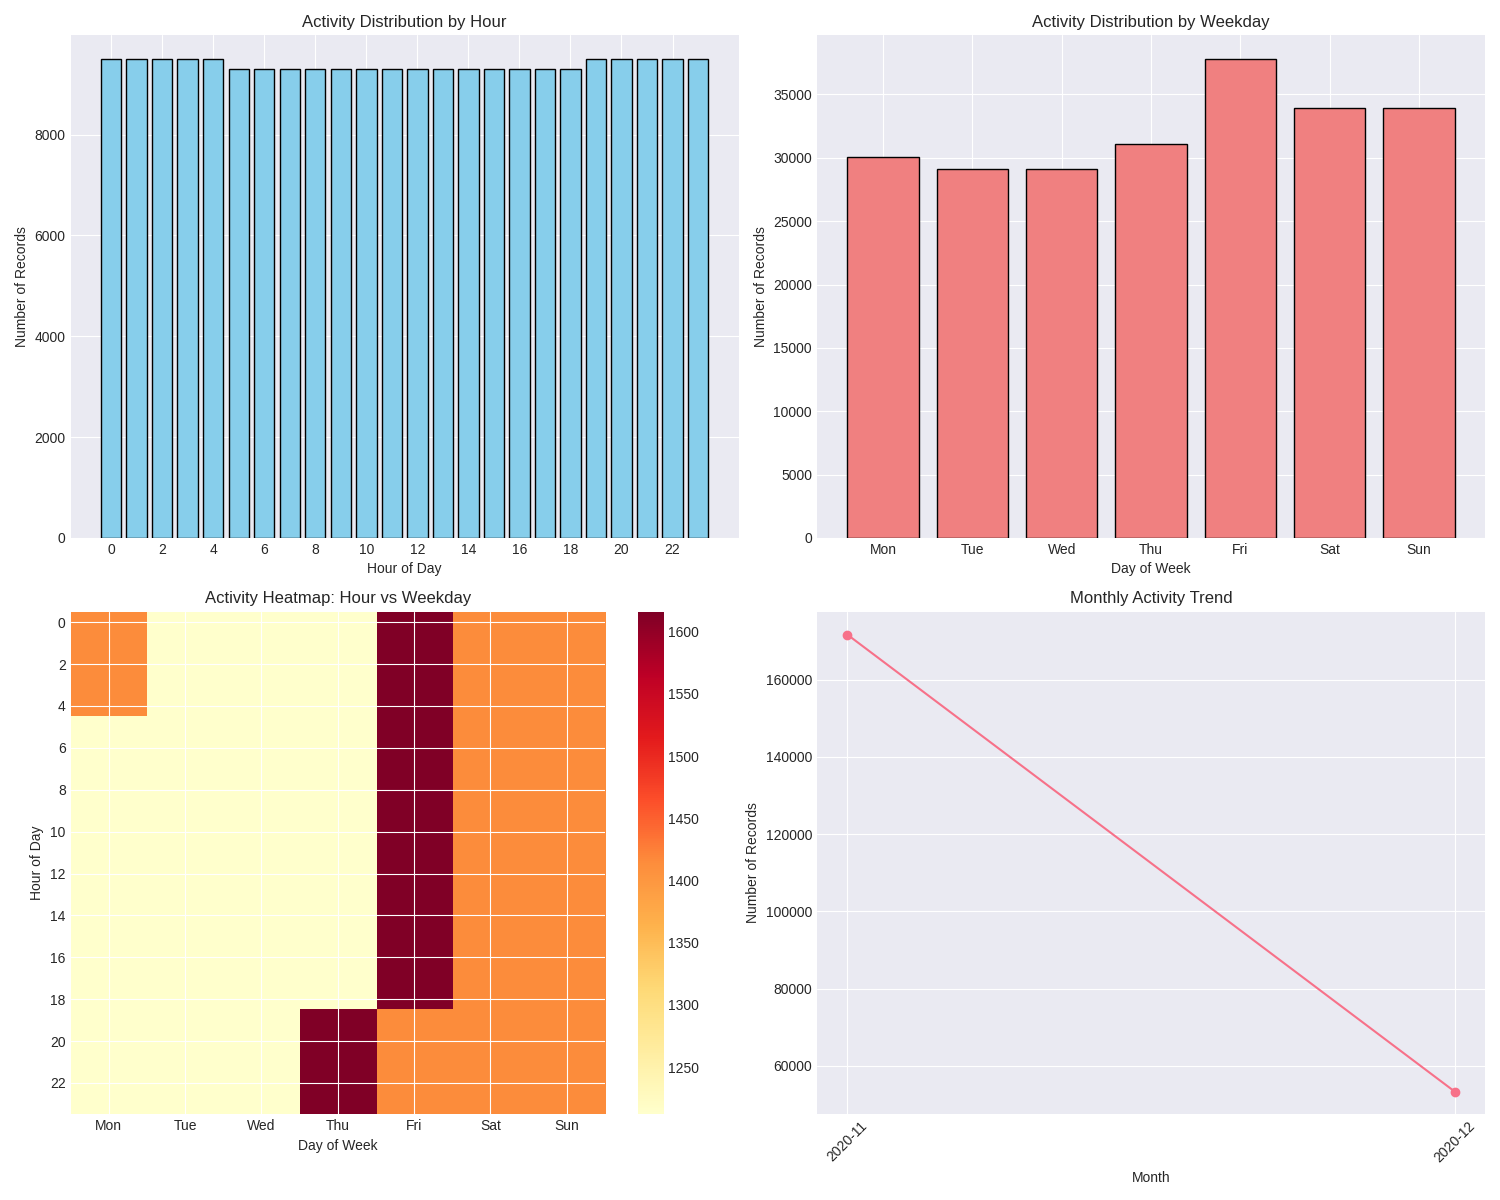 Activity Distribution by Hour
Number of Records
8000
6000
4000
2000
0
0 2 4 6 8 10 12 14 16 18 20 22
Hour of Day
Activity Distribution by Weekday
Number of Records
35000
30000
25000
20000
15000
10000
5000
0
Mon Tue Wed Thu Fri Sat Sun
Day of Week
Activity Heatmap: Hour vs Weekday
Hour of Day
0
2
4
6
8
10
12
14
16
18
20
22
Mon Tue Wed Thu Fri Sat Sun
Day of Week
1600
1550
1500
1450
1400
1350
1300
1250
Monthly Activity Trend
Number of Records
160000
140000
120000
100000
80000
60000
2020-11 2020-12
Month